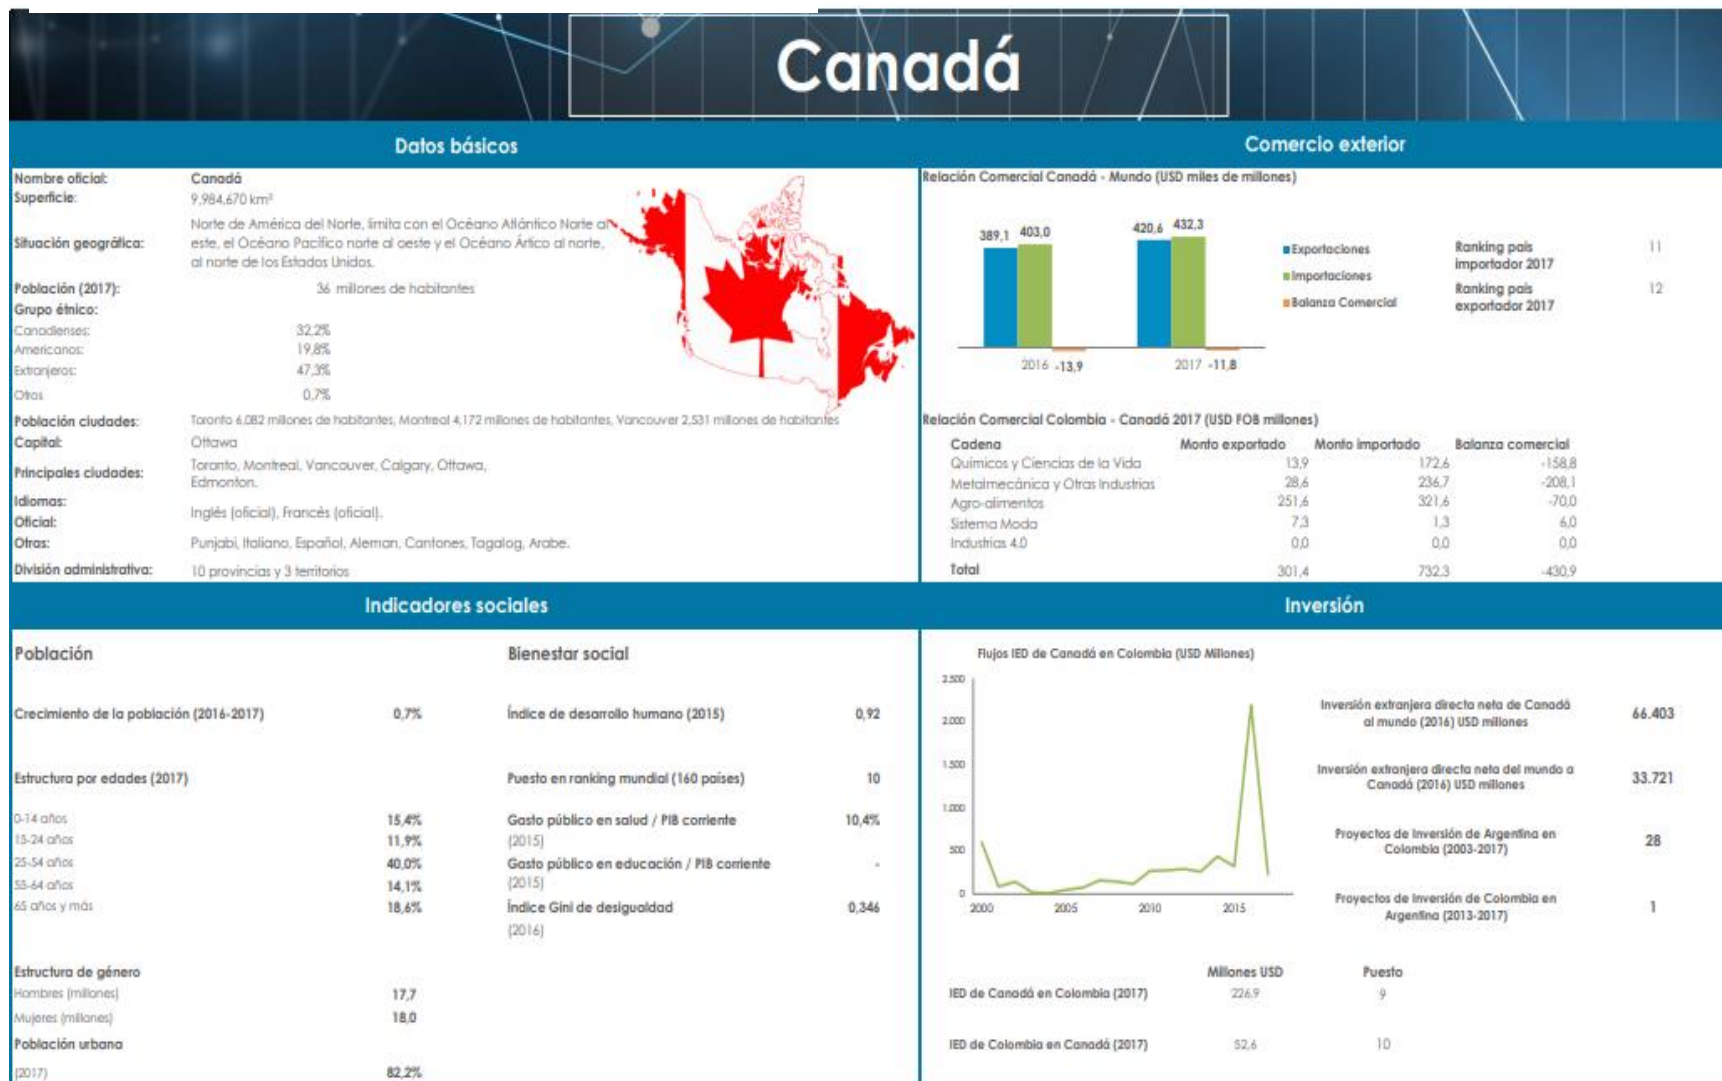 Canadá
Datos básicos
Nombre oficial: Canadá
Superficie: 9,984,670 km²
Situación geográfica: Norte de América del Norte, limita con el Océano Atlántico Norte al
este, el Océano Pacífico norte al oeste y el Océano Ártico al norte,
al norte de los Estados Unidos.
Población (2017): 36 millones de habitantes
Grupo étnico:
Canadienses: 32,2%
Americanos: 19,8%
Extranjeros: 47,3%
Otros 0,7%
Población ciudades: Toronto 6,082 millones de habitantes, Montreal 4,172 millones de habitantes, Vancouver 2,531 millones de habitantes
Capital: Ottawa
Principales ciudades: Toronto, Montreal, Vancouver, Calgary, Ottawa,
Edmonton.
Idiomas:
Oficial: Inglés (oficial), Francés (oficial).
Otras: Punjabi, Italiano, Español, Aleman, Cantones, Tagalog, Arabe.
División administrativa: 10 provincias y 3 territorios
Comercio exterior
Relación Comercial Canadá - Mundo (USD miles de millones)
389,1 403,0 420,6 432,3
2016 -13,9 2017 -11,8
Exportaciones
Importaciones
Balanza Comercial
Ranking país
importador 2017 11
Ranking país
exportador 2017 12
Relación Comercial Colombia - Canadá 2017 (USD FOB millones)
Cadena Monto exportado Monto importado Balanza comercial
Químicos y Ciencias de la Vida 13,9 172,6 -158,8
Metalmecánica y Otras Industrias 28,6 236,7 -208,1
Agro-alimentos 251,6 321,6 -70,0
Sistema Moda 7,3 1,3 6,0
Industrias 4.0 0,0 0,0 0,0
Total 301,4 732,3 -430,9
Indicadores sociales
Población
Crecimiento de la población (2016-2017) 0,7%
Estructura por edades (2017)
0-14 años 15,4%
15-24 años 11,9%
25-54 años 40,0%
55-64 años 14,1%
65 años y más 18,6%
Estructura de género
Hombres (millones) 17,7
Mujeres (millones) 18,0
Población urbana
(2017) 82,2%
Bienestar social
Índice de desarrollo humano (2015) 0,92
Puesto en ranking mundial (160 países) 10
Gasto público en salud / PIB corriente 10,4%
(2015)
Gasto público en educación / PIB corriente -
(2015)
Índice Gini de desigualdad 0,346
(2016)
Inversión
Flujos IED de Canadá en Colombia (USD Millones)
2.500
2.000
1.500
1.000
500
0
2000 2005 2010 2015
Inversión extranjera directa neta de Canadá
al mundo (2016) USD millones 66.403
Inversión extranjera directa neta del mundo a
Canadá (2016) USD millones 33.721
Proyectos de Inversión de Argentina en
Colombia (2003-2017) 28
Proyectos de Inversión de Colombia en
Argentina (2013-2017) 1
Millones USD Puesto
IED de Canadá en Colombia (2017) 226,9 9
IED de Colombia en Canadá (2017) 52,6 10